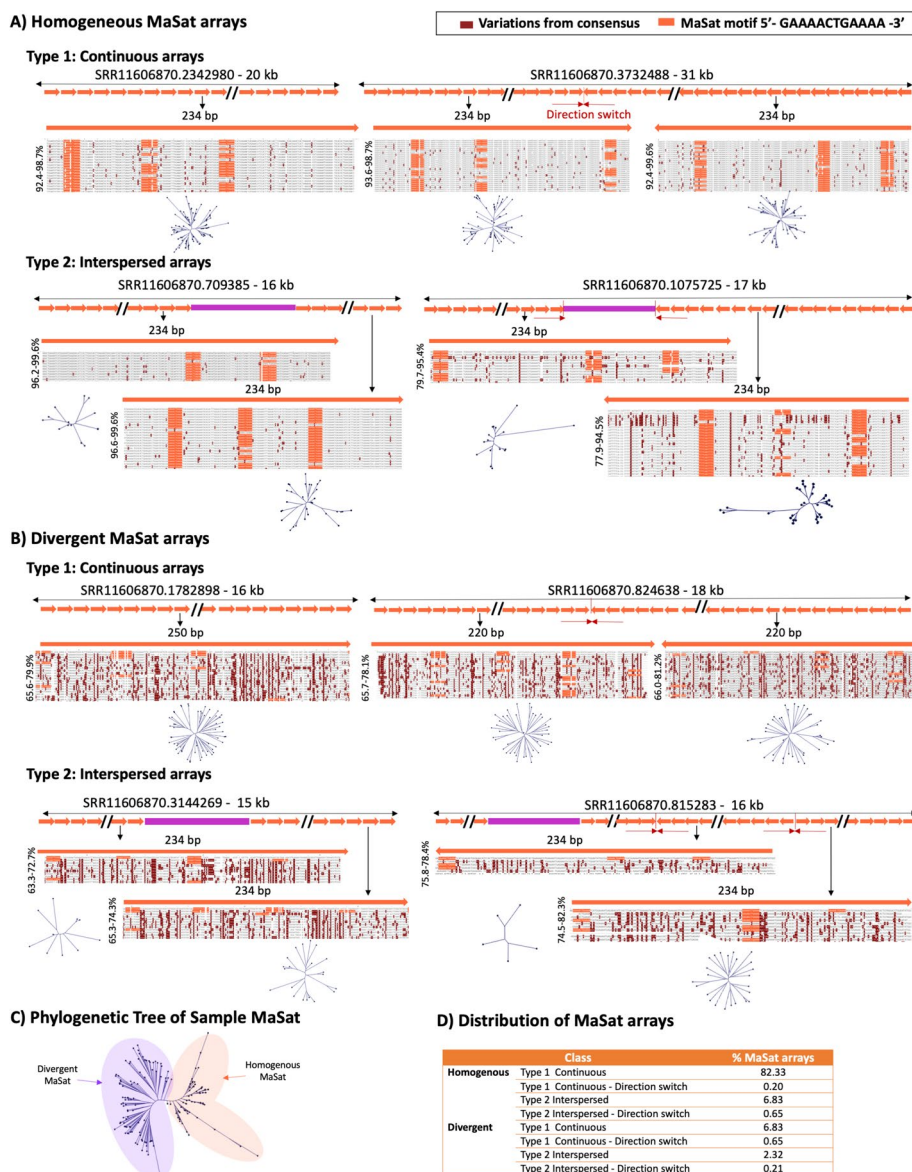 A) Homogeneous MaSat arrays
Variations from consensus
MaSat motif 5’- GAAAACTGAAAA -3’
Type 1: Continuous arrays
SRR11606870.2342980 - 20 kb
SRR11606870.3732488 - 31 kb
234 bp
234 bp
Direction switch
234 bp
92.4-98.7%
93.6-98.7%
92.4-99.6%
Type 2: Interspersed arrays
SRR11606870.709385 - 16 kb
SRR11606870.1075725 - 17 kb
234 bp
234 bp
96.2-99.6%
79.7-95.4%
234 bp
234 bp
96.6-99.6%
77.9-94.5%
B) Divergent MaSat arrays
Type 1: Continuous arrays
SRR11606870.1782898 - 16 kb
SRR11606870.824638 - 18 kb
250 bp
220 bp
220 bp
65.6-79.9%
65.7-78.1%
66.0-81.2%
Type 2: Interspersed arrays
SRR11606870.3144269 - 15 kb
SRR11606870.815283 - 16 kb
234 bp
234 bp
63.3-72.7%
75.8-78.4%
234 bp
234 bp
65.3-74.3%
74.5-82.3%
C) Phylogenetic Tree of Sample MaSat
Divergent MaSat
Homogenous MaSat
D) Distribution of MaSat arrays
Class % MaSat arrays
Homogenous Type 1 Continuous 82.33
Type 1 Continuous - Direction switch 0.20
Type 2 Interspersed 6.83
Type 2 Interspersed - Direction switch 0.65
Divergent Type 1 Continuous 6.83
Type 1 Continuous - Direction switch 0.65
Type 2 Interspersed 2.32
Type 2 Interspersed - Direction switch 0.21